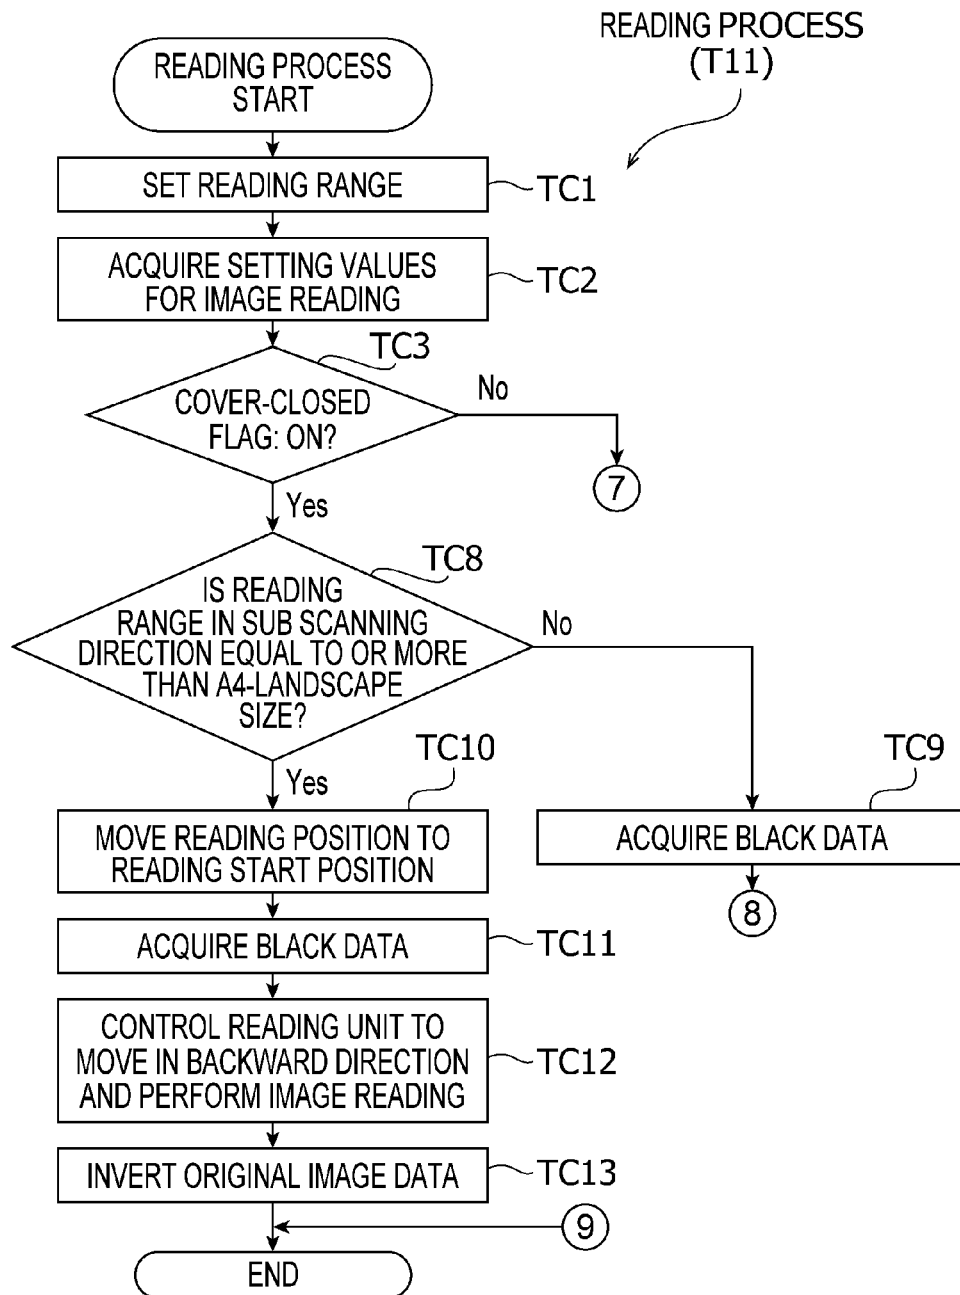 READING PROCESS
(T11)
READING PROCESS
START
SET READING RANGE
TC1
ACQUIRE SETTING VALUES
FOR IMAGE READING
TC2
TC3
COVER-CLOSED
FLAG: ON?
No
7
Yes
TC8
IS READING
RANGE IN SUB SCANNING
DIRECTION EQUAL TO OR MORE
THAN A4-LANDSCAPE
SIZE?
No
Yes
TC10
MOVE READING POSITION TO
READING START POSITION
TC9
ACQUIRE BLACK DATA
8
ACQUIRE BLACK DATA
TC11
CONTROL READING UNIT TO
MOVE IN BACKWARD DIRECTION
AND PERFORM IMAGE READING
TC12
INVERT ORIGINAL IMAGE DATA
TC13
9
END